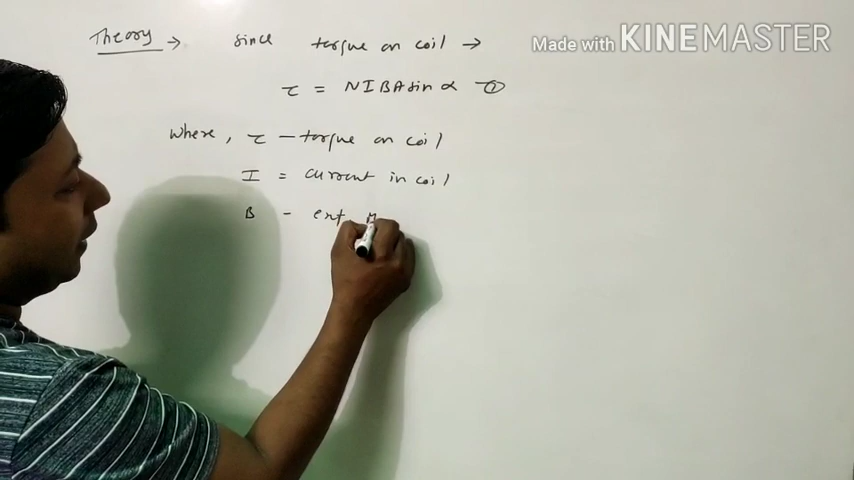 Made with KINEMASTER
Theory → since torque on coil →
τ = NIBA sin α —①
where, τ — torque on coil
I = current in coil
B - ext. M